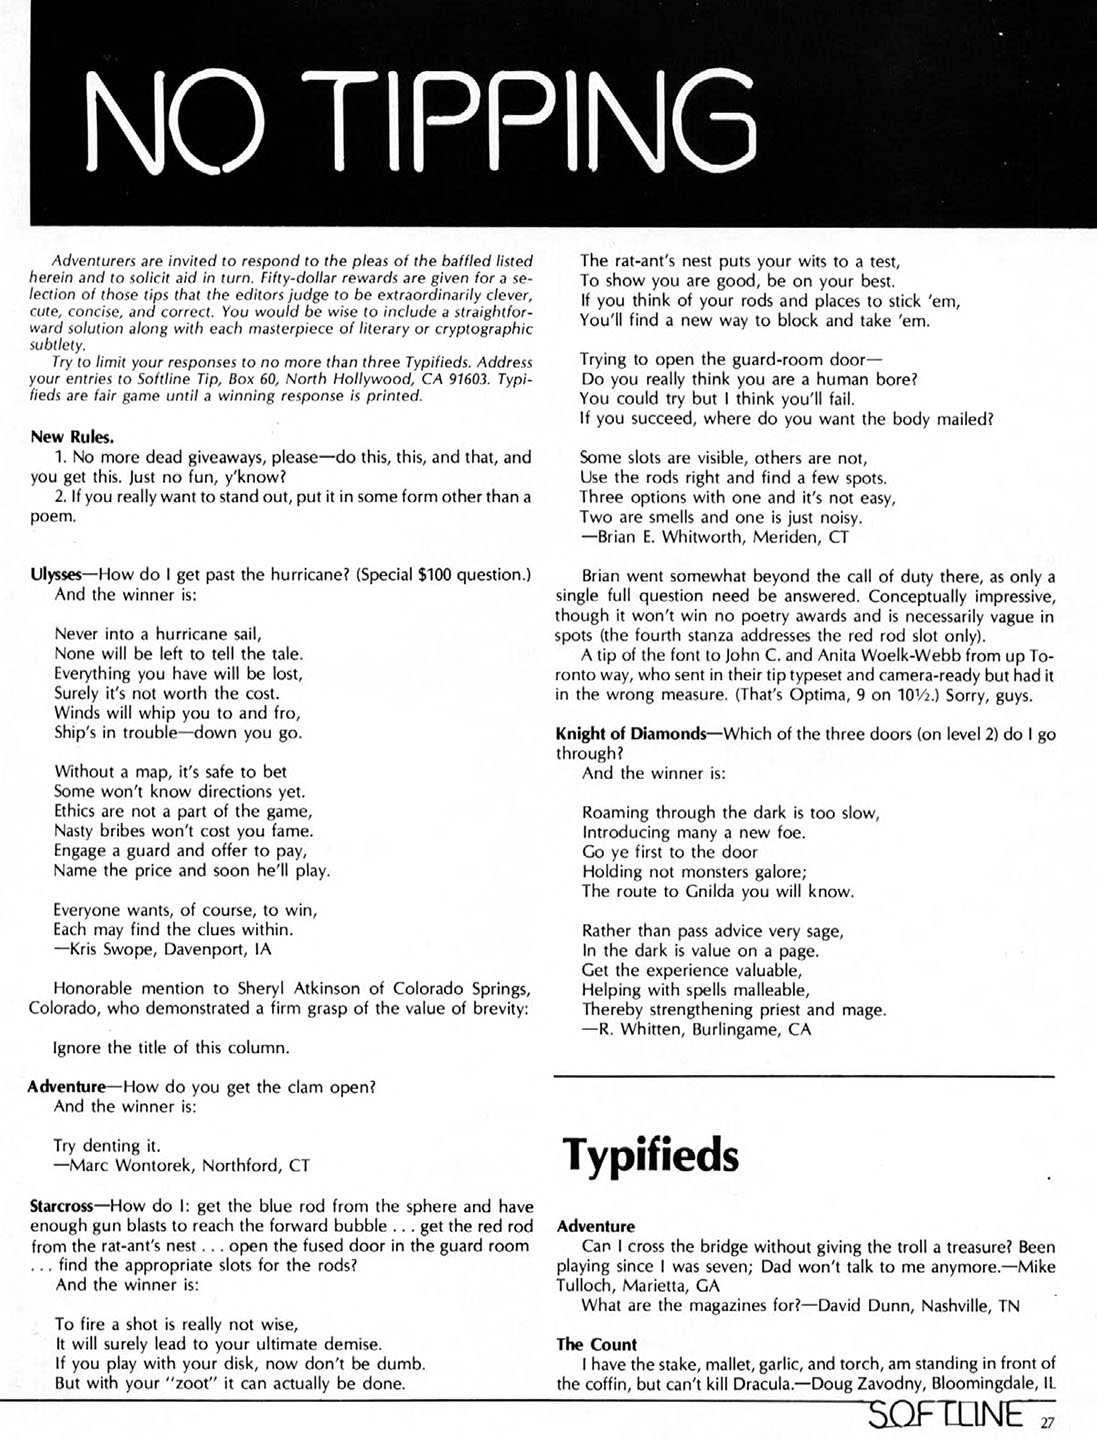 NO TIPPING
Adventurers are invited to respond to the pleas of the baffled listed
herein and to solicit aid in turn. Fifty-dollar rewards are given for a se-
lection of those tips that the editors judge to be extraordinarily clever,
cute, concise, and correct. You would be wise to include a straightfor-
ward solution along with each masterpiece of literary or cryptographic
subtlety.
Try to limit your responses to no more than three Typifieds. Address
your entries to Softline Tip, Box 60, North Hollywood, CA 91603. Typi-
fieds are fair game until a winning response is printed.
New Rules.
1. No more dead giveaways, please—do this, this, and that, and
you get this. Just no fun, y'know?
2. If you really want to stand out, put it in some form other than a
poem.
Ulysses—How do I get past the hurricane? (Special $100 question.)
And the winner is:
Never into a hurricane sail,
None will be left to tell the tale.
Everything you have will be lost,
Surely it's not worth the cost.
Winds will whip you to and fro,
Ship's in trouble—down you go.
Without a map, it's safe to bet
Some won't know directions yet.
Ethics are not a part of the game,
Nasty bribes won't cost you fame.
Engage a guard and offer to pay,
Name the price and soon he'll play.
Everyone wants, of course, to win,
Each may find the clues within.
—Kris Swope, Davenport, IA
Honorable mention to Sheryl Atkinson of Colorado Springs,
Colorado, who demonstrated a firm grasp of the value of brevity:
Ignore the title of this column.
Adventure—How do you get the clam open?
And the winner is:
Try denting it.
—Marc Wontorek, Northford, CT
Starcross—How do I: get the blue rod from the sphere and have
enough gun blasts to reach the forward bubble . . . get the red rod
from the rat-ant's nest . . . open the fused door in the guard room
. . . find the appropriate slots for the rods?
And the winner is:
To fire a shot is really not wise,
It will surely lead to your ultimate demise.
If you play with your disk, now don't be dumb.
But with your "zoot" it can actually be done.
The rat-ant's nest puts your wits to a test,
To show you are good, be on your best.
If you think of your rods and places to stick 'em,
You'll find a new way to block and take 'em.
Trying to open the guard-room door—
Do you really think you are a human bore?
You could try but I think you'll fail.
If you succeed, where do you want the body mailed?
Some slots are visible, others are not,
Use the rods right and find a few spots.
Three options with one and it's not easy,
Two are smells and one is just noisy.
—Brian E. Whitworth, Meriden, CT
Brian went somewhat beyond the call of duty there, as only a
single full question need be answered. Conceptually impressive,
though it won't win no poetry awards and is necessarily vague in
spots (the fourth stanza addresses the red rod slot only).
A tip of the font to John C. and Anita Woelk-Webb from up To-
ronto way, who sent in their tip typeset and camera-ready but had it
in the wrong measure. (That's Optima, 9 on 10½.) Sorry, guys.
Knight of Diamonds—Which of the three doors (on level 2) do I go
through?
And the winner is:
Roaming through the dark is too slow,
Introducing many a new foe.
Go ye first to the door
Holding not monsters galore;
The route to Gnilda you will know.
Rather than pass advice very sage,
In the dark is value on a page.
Get the experience valuable,
Helping with spells malleable,
Thereby strengthening priest and mage.
—R. Whitten, Burlingame, CA
Typifieds
Adventure
Can I cross the bridge without giving the troll a treasure? Been
playing since I was seven; Dad won't talk to me anymore.—Mike
Tulloch, Marietta, GA
What are the magazines for?—David Dunn, Nashville, TN
The Count
I have the stake, mallet, garlic, and torch, am standing in front of
the coffin, but can't kill Dracula.—Doug Zavodny, Bloomingdale, IL
SOFTLINE 27